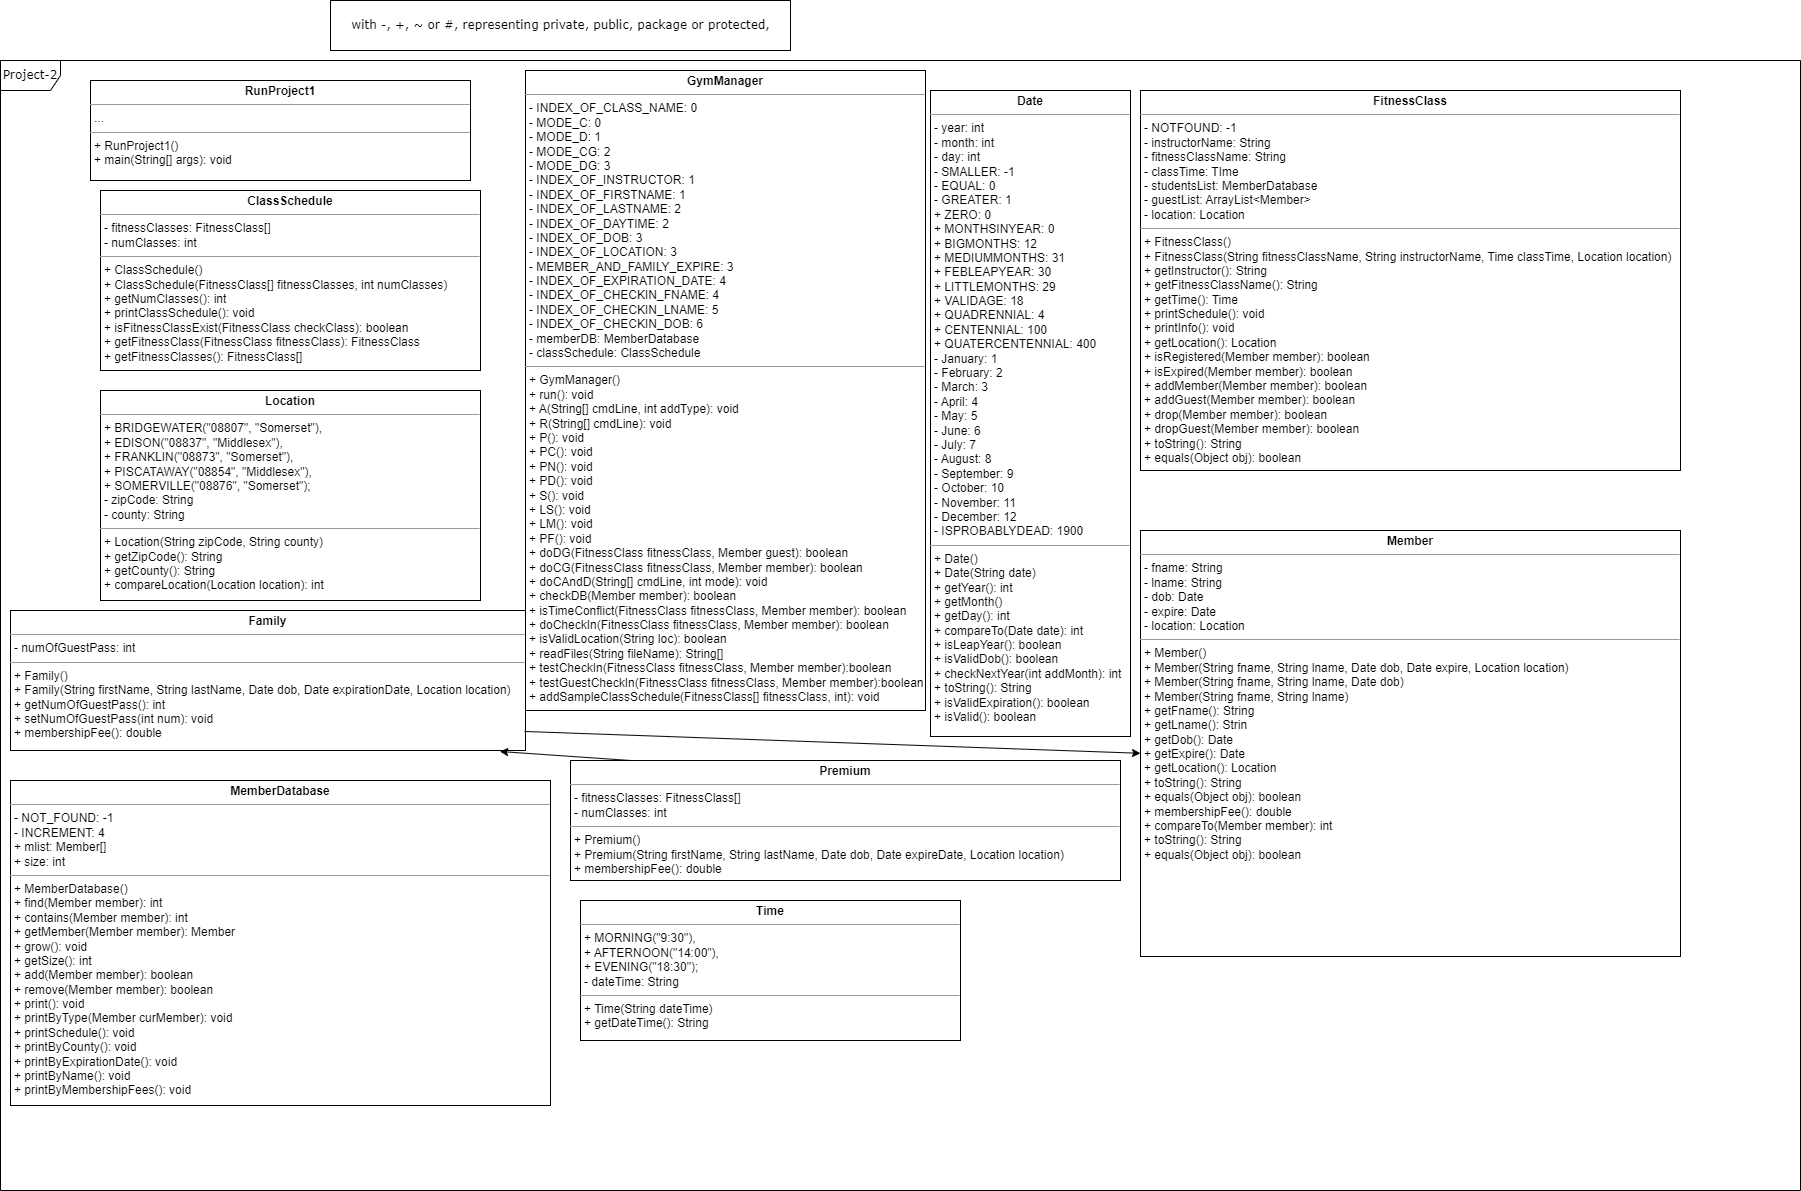 with -, +, ~ or #, representing private, public, package or protected,
Project-2
RunProject1
...
+ RunProject1()
+ main(String[] args): void
ClassSchedule
- fitnessClasses: FitnessClass[]
- numClasses: int
+ ClassSchedule()
+ ClassSchedule(FitnessClass[] fitnessClasses, int numClasses)
+ getNumClasses(): int
+ printClassSchedule(): void
+ isFitnessClassExist(FitnessClass checkClass): boolean
+ getFitnessClass(FitnessClass fitnessClass): FitnessClass
+ getFitnessClasses(): FitnessClass[]
Location
+ BRIDGEWATER("08807", "Somerset"),
+ EDISON("08837", "Middlesex"),
+ FRANKLIN("08873", "Somerset"),
+ PISCATAWAY("08854", "Middlesex"),
+ SOMERVILLE("08876", "Somerset");
- zipCode: String
- county: String
+ Location(String zipCode, String county)
+ getZipCode(): String
+ getCounty(): String
+ compareLocation(Location location): int
Family
- numOfGuestPass: int
+ Family()
+ Family(String firstName, String lastName, Date dob, Date expirationDate, Location location)
+ getNumOfGuestPass(): int
+ setNumOfGuestPass(int num): void
+ membershipFee(): double
MemberDatabase
- NOT_FOUND: -1
- INCREMENT: 4
+ mlist: Member[]
+ size: int
+ MemberDatabase()
+ find(Member member): int
+ contains(Member member): int
+ getMember(Member member): Member
+ grow(): void
+ getSize(): int
+ add(Member member): boolean
+ remove(Member member): boolean
+ print(): void
+ printByType(Member curMember): void
+ printSchedule(): void
+ printByCounty(): void
+ printByExpirationDate(): void
+ printByName(): void
+ printByMembershipFees(): void
GymManager
- INDEX_OF_CLASS_NAME: 0
- MODE_C: 0
- MODE_D: 1
- MODE_CG: 2
- MODE_DG: 3
- INDEX_OF_INSTRUCTOR: 1
- INDEX_OF_FIRSTNAME: 1
- INDEX_OF_LASTNAME: 2
- INDEX_OF_DAYTIME: 2
- INDEX_OF_DOB: 3
- INDEX_OF_LOCATION: 3
- MEMBER_AND_FAMILY_EXPIRE: 3
- INDEX_OF_EXPIRATION_DATE: 4
- INDEX_OF_CHECKIN_FNAME: 4
- INDEX_OF_CHECKIN_LNAME: 5
- INDEX_OF_CHECKIN_DOB: 6
- memberDB: MemberDatabase
- classSchedule: ClassSchedule
+ GymManager()
+ run(): void
+ A(String[] cmdLine, int addType): void
+ R(String[] cmdLine): void
+ P(): void
+ PC(): void
+ PN(): void
+ PD(): void
+ S(): void
+ LS(): void
+ LM(): void
+ PF(): void
+ doDG(FitnessClass fitnessClass, Member guest): boolean
+ doCG(FitnessClass fitnessClass, Member member): boolean
+ doCAndD(String[] cmdLine, int mode): void
+ checkDB(Member member): boolean
+ isTimeConflict(FitnessClass fitnessClass, Member member): boolean
+ doCheckIn(FitnessClass fitnessClass, Member member): boolean
+ isValidLocation(String loc): boolean
+ readFiles(String fileName): String[]
+ testCheckIn(FitnessClass fitnessClass, Member member):boolean
+ testGuestCheckIn(FitnessClass fitnessClass, Member member):boolean
+ addSampleClassSchedule(FitnessClass[] fitnessClass, int): void
Premium
- fitnessClasses: FitnessClass[]
- numClasses: int
+ Premium()
+ Premium(String firstName, String lastName, Date dob, Date expireDate, Location location)
+ membershipFee(): double
Time
+ MORNING("9:30"),
+ AFTERNOON("14:00"),
+ EVENING("18:30");
- dateTime: String
+ Time(String dateTime)
+ getDateTime(): String
Date
- year: int
- month: int
- day: int
- SMALLER: -1
- EQUAL: 0
- GREATER: 1
+ ZERO: 0
+ MONTHSINYEAR: 0
+ BIGMONTHS: 12
+ MEDIUMMONTHS: 31
+ FEBLEAPYEAR: 30
+ LITTLEMONTHS: 29
+ VALIDAGE: 18
+ QUADRENNIAL: 4
+ CENTENNIAL: 100
+ QUATERCENTENNIAL: 400
- January: 1
- February: 2
- March: 3
- April: 4
- May: 5
- June: 6
- July: 7
- August: 8
- September: 9
- October: 10
- November: 11
- December: 12
- ISPROBABLYDEAD: 1900
+ Date()
+ Date(String date)
+ getYear(): int
+ getMonth()
+ getDay(): int
+ compareTo(Date date): int
+ isLeapYear(): boolean
+ isValidDob(): boolean
+ checkNextYear(int addMonth): int
+ toString(): String
+ isValidExpiration(): boolean
+ isValid(): boolean
FitnessClass
- NOTFOUND: -1
- instructorName: String
- fitnessClassName: String
- classTime: TIme
- studentsList: MemberDatabase
- guestList: ArrayList<Member>
- location: Location
+ FitnessClass()
+ FitnessClass(String fitnessClassName, String instructorName, Time classTime, Location location)
+ getInstructor(): String
+ getFitnessClassName(): String
+ getTime(): Time
+ printSchedule(): void
+ printInfo(): void
+ getLocation(): Location
+ isRegistered(Member member): boolean
+ isExpired(Member member): boolean
+ addMember(Member member): boolean
+ addGuest(Member member): boolean
+ drop(Member member): boolean
+ dropGuest(Member member): boolean
+ toString(): String
+ equals(Object obj): boolean
Member
- fname: String
- lname: String
- dob: Date
- expire: Date
- location: Location
+ Member()
+ Member(String fname, String lname, Date dob, Date expire, Location location)
+ Member(String fname, String lname, Date dob)
+ Member(String fname, String lname)
+ getFname(): String
+ getLname(): Strin
+ getDob(): Date
+ getExpire(): Date
+ getLocation(): Location
+ toString(): String
+ equals(Object obj): boolean
+ membershipFee(): double
+ compareTo(Member member): int
+ toString(): String
+ equals(Object obj): boolean